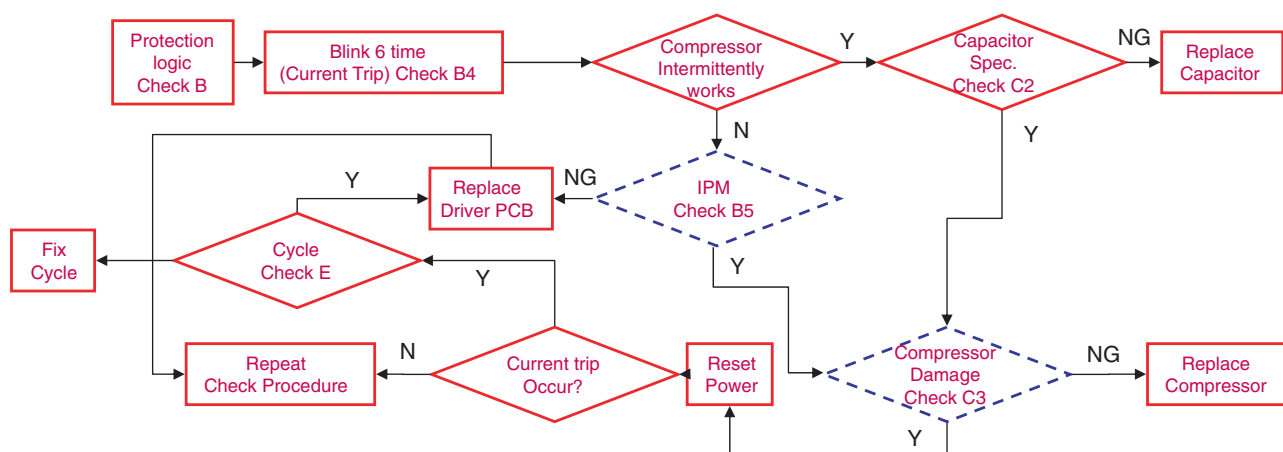 Protection
logic
Check B
Blink 6 time
(Current Trip) Check B4
Compressor
Intermittently
works
Y
Capacitor
Spec.
Check C2
NG
Replace
Capacitor
N
Y
Y
Replace
Driver PCB
NG
IPM
Check B5
Fix
Cycle
Cycle
Check E
Y
Y
Repeat
Check Procedure
N
Current trip
Occur?
Reset
Power
Compressor
Damage
Check C3
NG
Replace
Compressor
Y